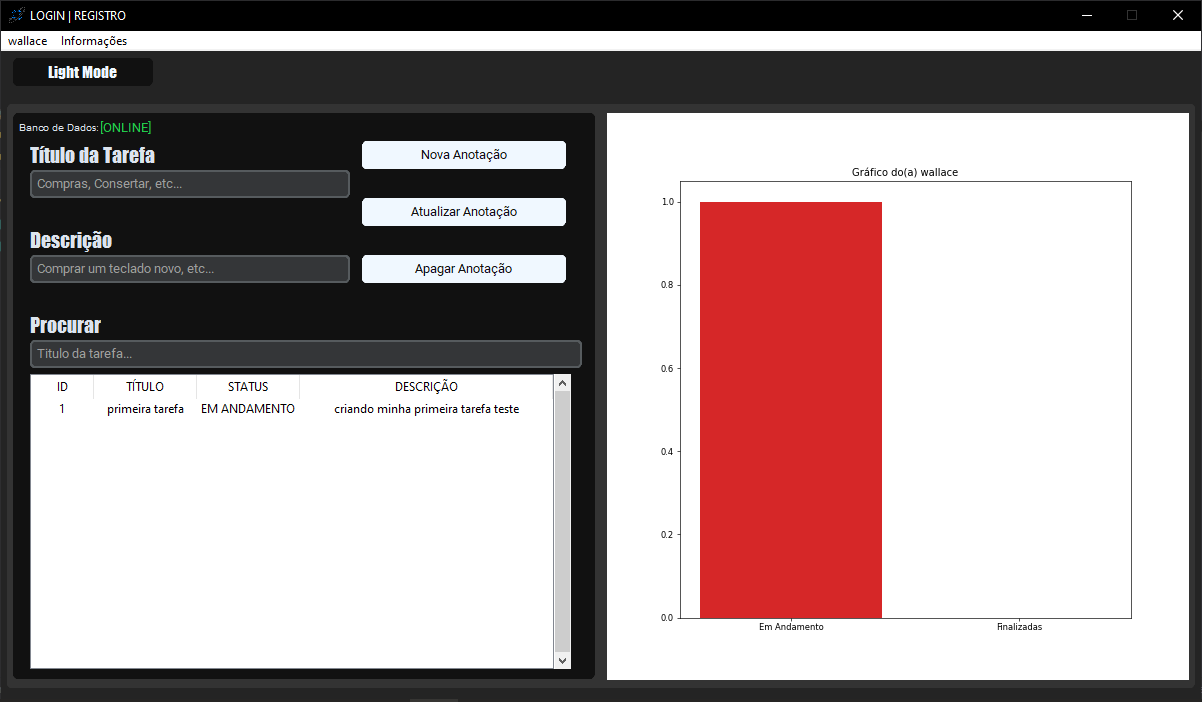 LOGIN | REGISTRO
wallace Informações
Light Mode
Banco de Dados: [ONLINE]
Título da Tarefa
Nova Anotação
Compras, Consertar, etc...
Atualizar Anotação
Descrição
Comprar um teclado novo, etc...
Apagar Anotação
Procurar
Titulo da tarefa...
ID TÍTULO STATUS DESCRIÇÃO
1 primeira tarefa EM ANDAMENTO criando minha primeira tarefa teste
Gráfico do(a) wallace
1.0
0.8
0.6
0.4
0.2
0.0
Em Andamento Finalizadas